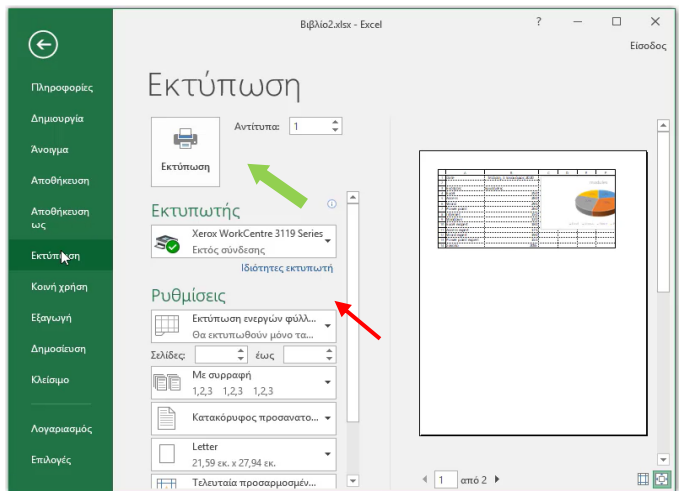 Βιβλίο2.xlsx - Excel
?
Είσοδος
Πληροφορίες
Δημιουργία
Άνοιγμα
Αποθήκευση
Αποθήκευση
ως
Εκτύπωση
Κοινή χρήση
Εξαγωγή
Δημοσίευση
Κλείσιμο
Λογαριασμός
Επιλογές
Εκτύπωση
Αντίτυπα: 1
Εκτύπωση
Εκτυπωτής
Xerox WorkCentre 3119 Series
Εκτός σύνδεσης
Ιδιότητες εκτυπωτή
Ρυθμίσεις
Εκτύπωση ενεργών φύλλ...
Θα εκτυπωθούν μόνο τα...
Σελίδες: έως
Με συρραφή
1,2,3 1,2,3 1,2,3
Κατακόρυφος προσανατο...
Letter
21,59 εκ. x 27,94 εκ.
Τελευταία προσαρμοσμέν...
1 από 2